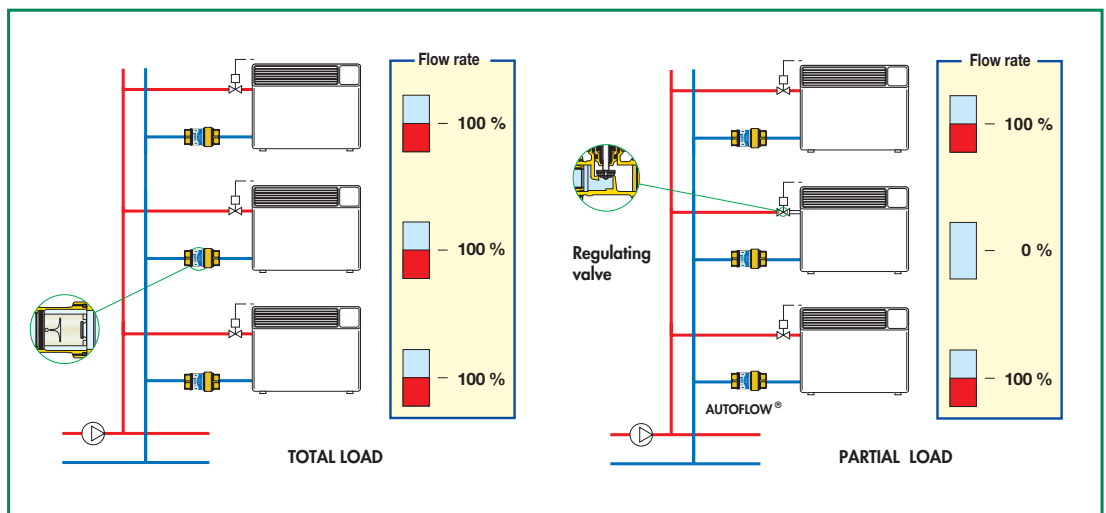 Flow rate
100 %
100 %
100 %
TOTAL LOAD
Flow rate
100 %
Regulating
valve
0 %
100 %
AUTOFLOW®
PARTIAL LOAD